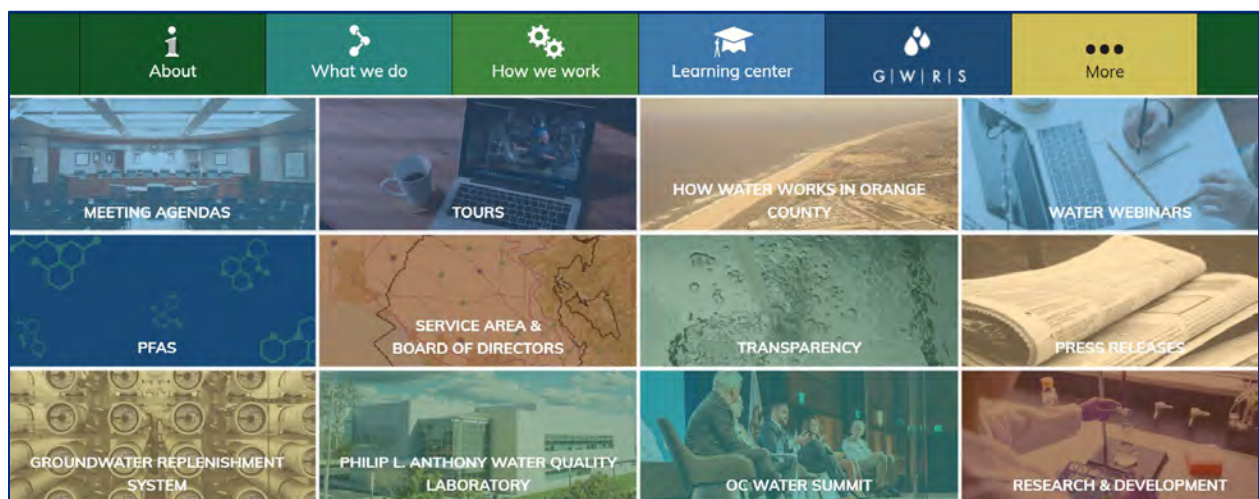 About
What we do
How we work
Learning center
G|W|R|S
More
MEETING AGENDAS
TOURS
HOW WATER WORKS IN ORANGE
COUNTY
WATER WEBINARS
PFAS
SERVICE AREA &
BOARD OF DIRECTORS
TRANSPARENCY
PRESS RELEASES
GROUNDWATER REPLENISHMENT
SYSTEM
PHILIP L. ANTHONY WATER QUALITY
LABORATORY
OC WATER SUMMIT
RESEARCH & DEVELOPMENT